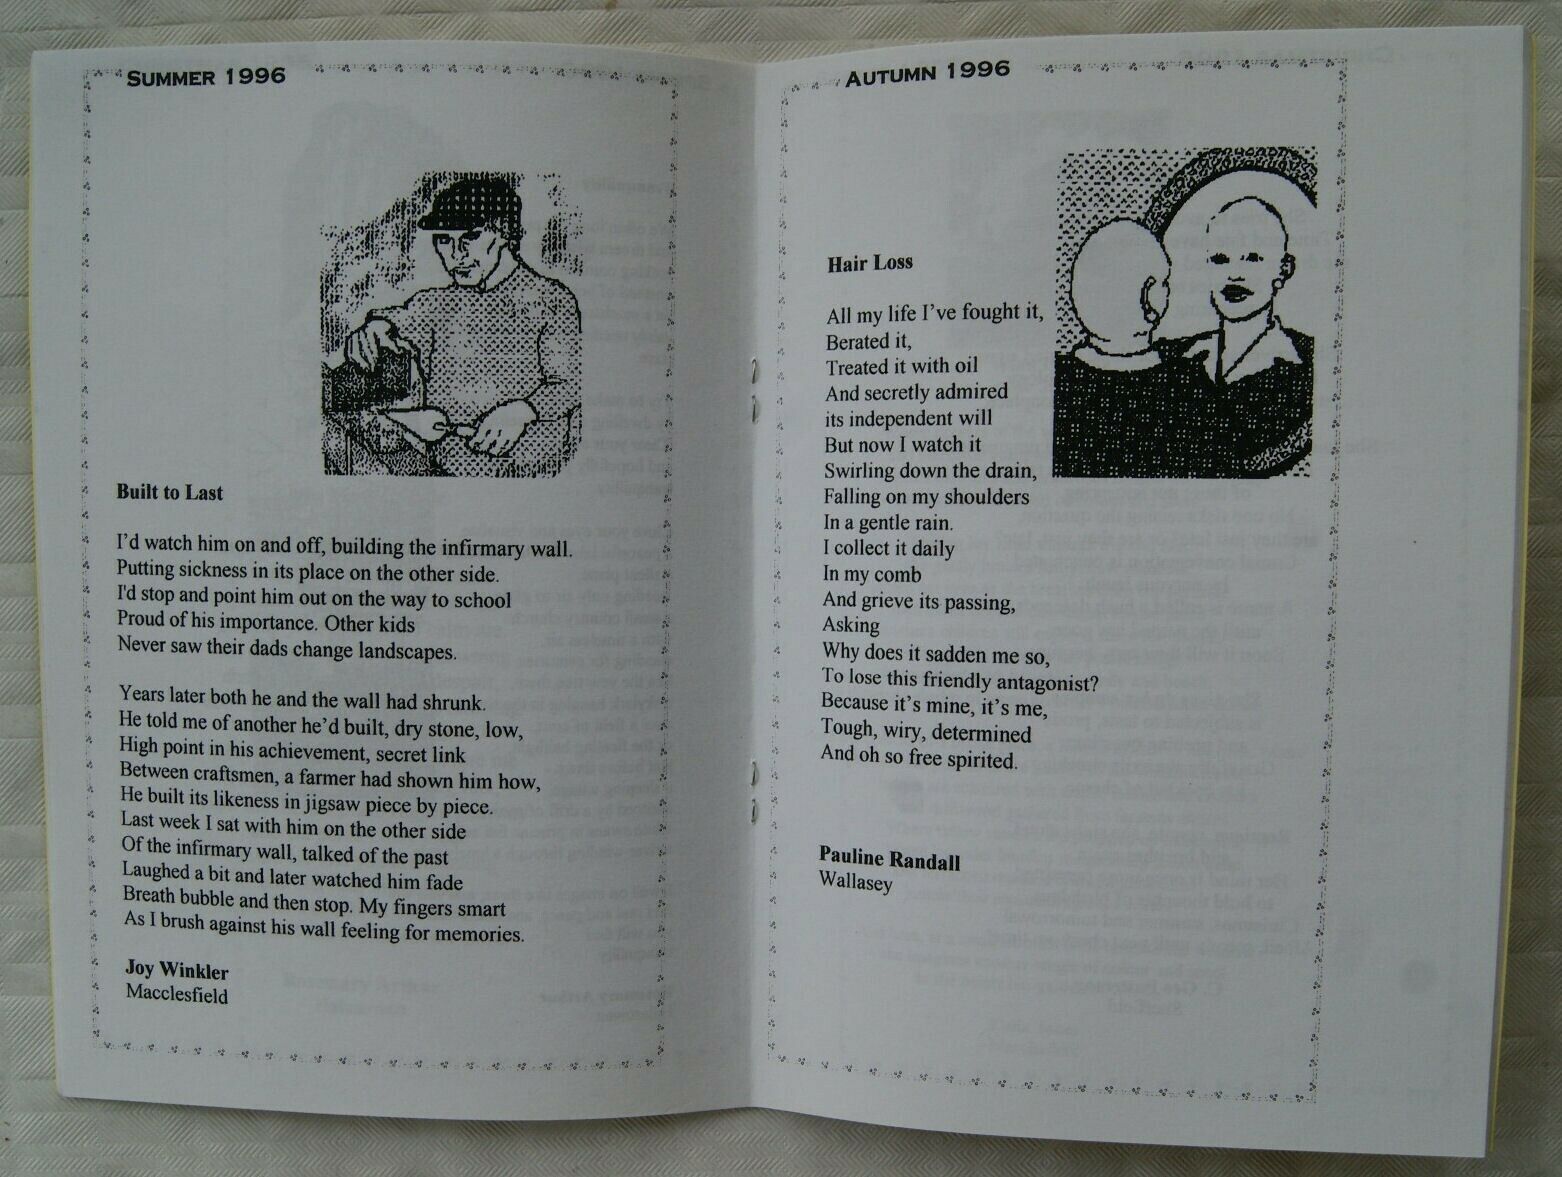 SUMMER 1996
Built to Last
I'd watch him on and off, building the infirmary wall.
Putting sickness in its place on the other side.
I'd stop and point him out on the way to school
Proud of his importance. Other kids
Never saw their dads change landscapes.
Years later both he and the wall had shrunk.
He told me of another he'd built, dry stone, low,
High point in his achievement, secret link
Between craftsmen, a farmer had shown him how,
He built its likeness in jigsaw piece by piece.
Last week I sat with him on the other side
Of the infirmary wall, talked of the past
Laughed a bit and later watched him fade
Breath bubble and then stop. My fingers smart
As I brush against his wall feeling for memories.
Joy Winkler
Macclesfield
AUTUMN 1996
Hair Loss
All my life I've fought it,
Berated it,
Treated it with oil
And secretly admired
its independent will
But now I watch it
Swirling down the drain,
Falling on my shoulders
In a gentle rain.
I collect it daily
In my comb
And grieve its passing,
Asking
Why does it sadden me so,
To lose this friendly antagonist?
Because it's mine, it's me,
Tough, wiry, determined
And oh so free spirited.
Pauline Randall
Wallasey